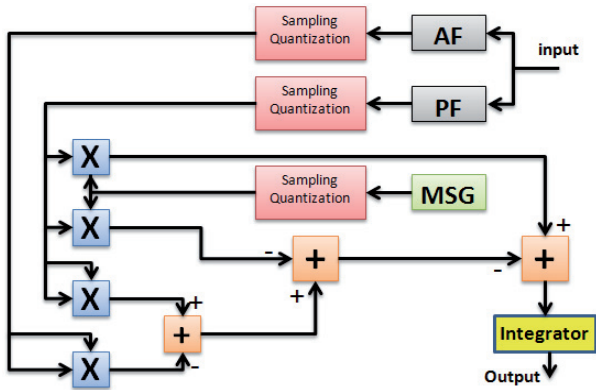 Sampling
Quantization
AF
input
Sampling
Quantization
PF
X
Sampling
Quantization
MSG
X
+
-
+
+
-
+
+
X
+
+
-
X
Integrator
Output